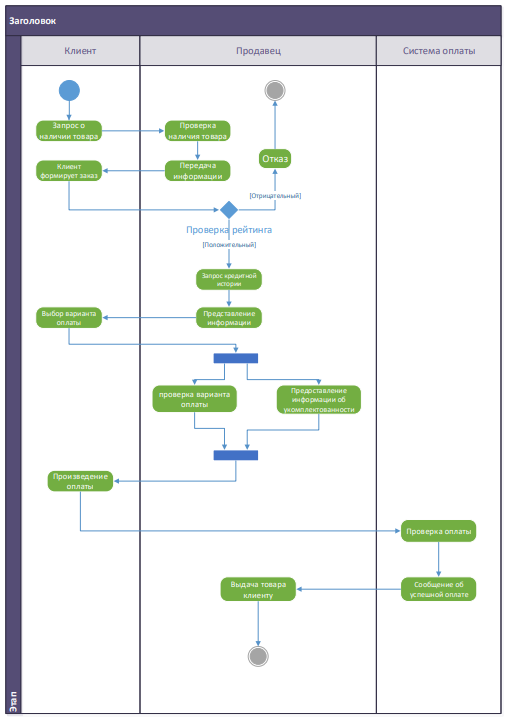 Заголовок
Клиент
Продавец
Система оплаты
Запрос о
наличии товара
Проверка
наличия товара
Клиент
формирует заказ
Передача
информации
Отказ
[Отрицательный]
Проверка рейтинга
[Положительный]
Запрос кредитной
истории
Выбор варианта
оплаты
Представление
информации
проверка варианта
оплаты
Предоставление
информации об
укомплектованности
Произведение
оплаты
Проверка оплаты
Выдача товара
клиенту
Сообщение об
успешной оплате
Этап